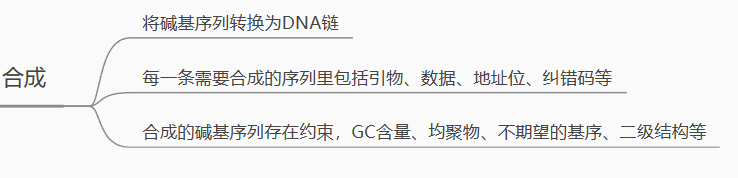 将碱基序列转换为DNA链
合成
每一条需要合成的序列里包括引物、数据、地址位、纠错码等
合成的碱基序列存在约束，GC含量、均聚物、不期望的基序、二级结构等